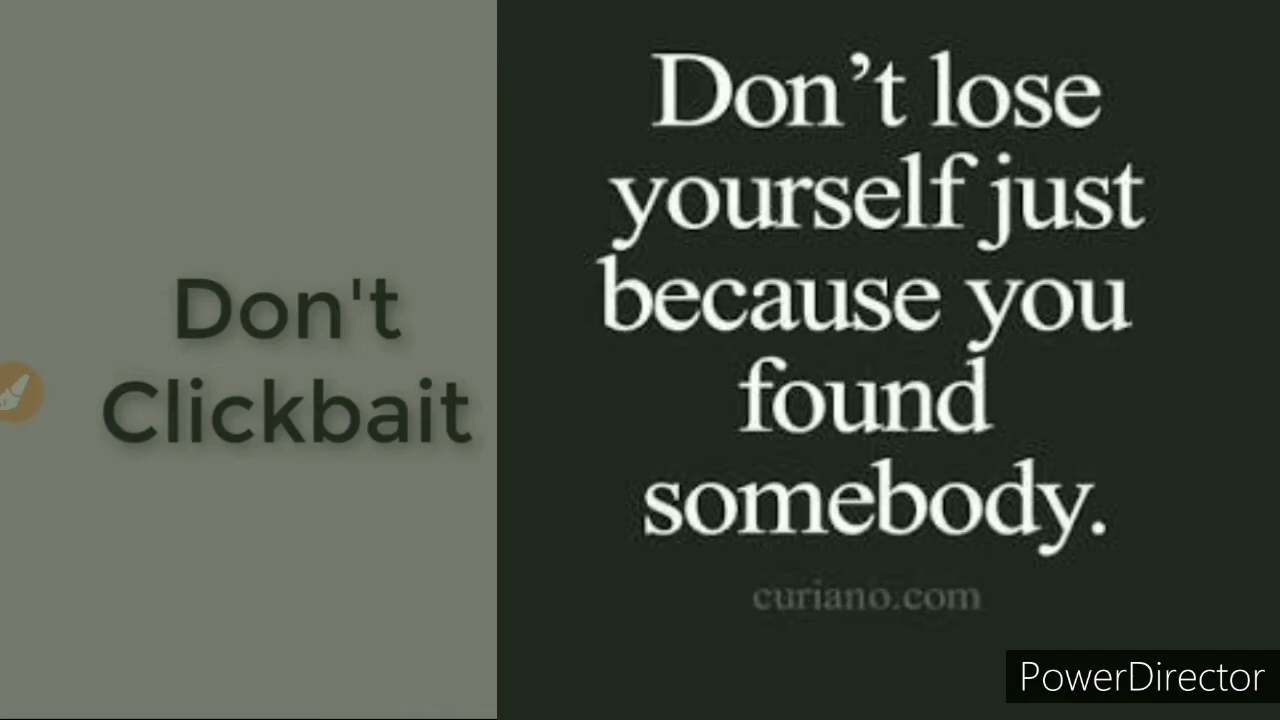 Don't
Clickbait
Don’t lose
yourself just
because you
found
somebody.
curiano.com
PowerDirector